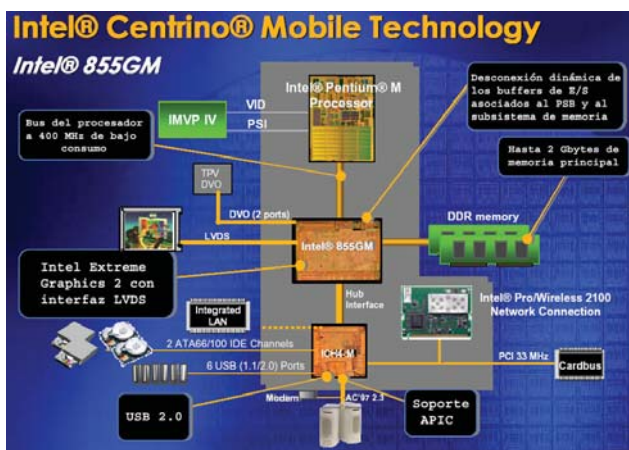 Intel® Centrino® Mobile Technology
Intel® 855GM
Intel® Pentium® M
Processor
IMVP IV
VID
PSI
Bus del procesador
a 400 MHz de bajo
consumo
Desconexión dinámica de
los buffers de E/S
asociados al PSB y al
subsistema de memoria
Hasta 2 Gbytes de
memoria principal
TPV
DVO
DVO (2 ports)
LVDS
Intel® 855GM
DDR memory
Intel Extreme
Graphics 2 con
interfaz LVDS
Hub
Interface
Integrated
LAN
Intel® Pro/Wireless 2100
Network Connection
2 ATA66/100 IDE Channels
6 USB (1.1/2.0) Ports
ICH4-M
PCI 33 MHz
Cardbus
USB 2.0
Modem
AC'97 2.3
Soporte
APIC